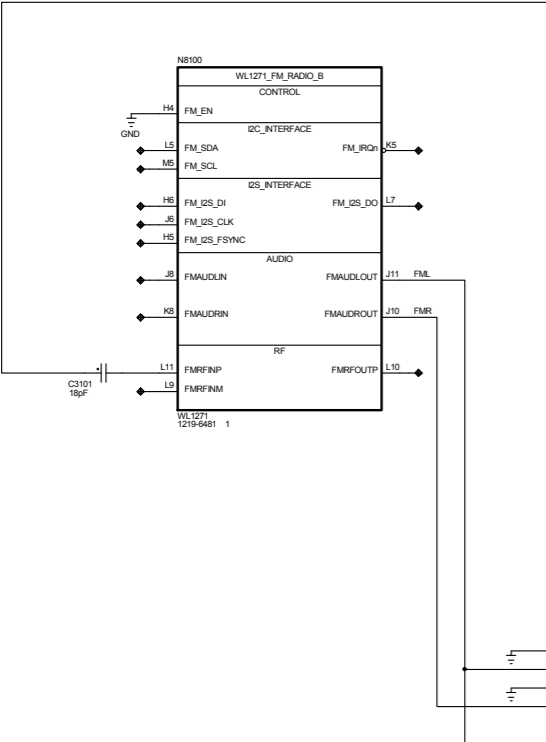 N8100
WL1271_FM_RADIO_B
CONTROL
H4 FM_EN
GND
I2C_INTERFACE
L5 FM_SDA FM_IRQn K5
M5 FM_SCL
I2S_INTERFACE
H6 FM_I2S_DI FM_I2S_DO L7
J6 FM_I2S_CLK
H5 FM_I2S_FSYNC
AUDIO
J8 FMAUDLIN FMAUDLOUT J11 FML
K8 FMAUDRIN FMAUDROUT J10 FMR
RF
L11 FMRFINP FMRFOUTP L10
C3101
18pF
L9 FMRFINM
WL1271
1219-6481 1